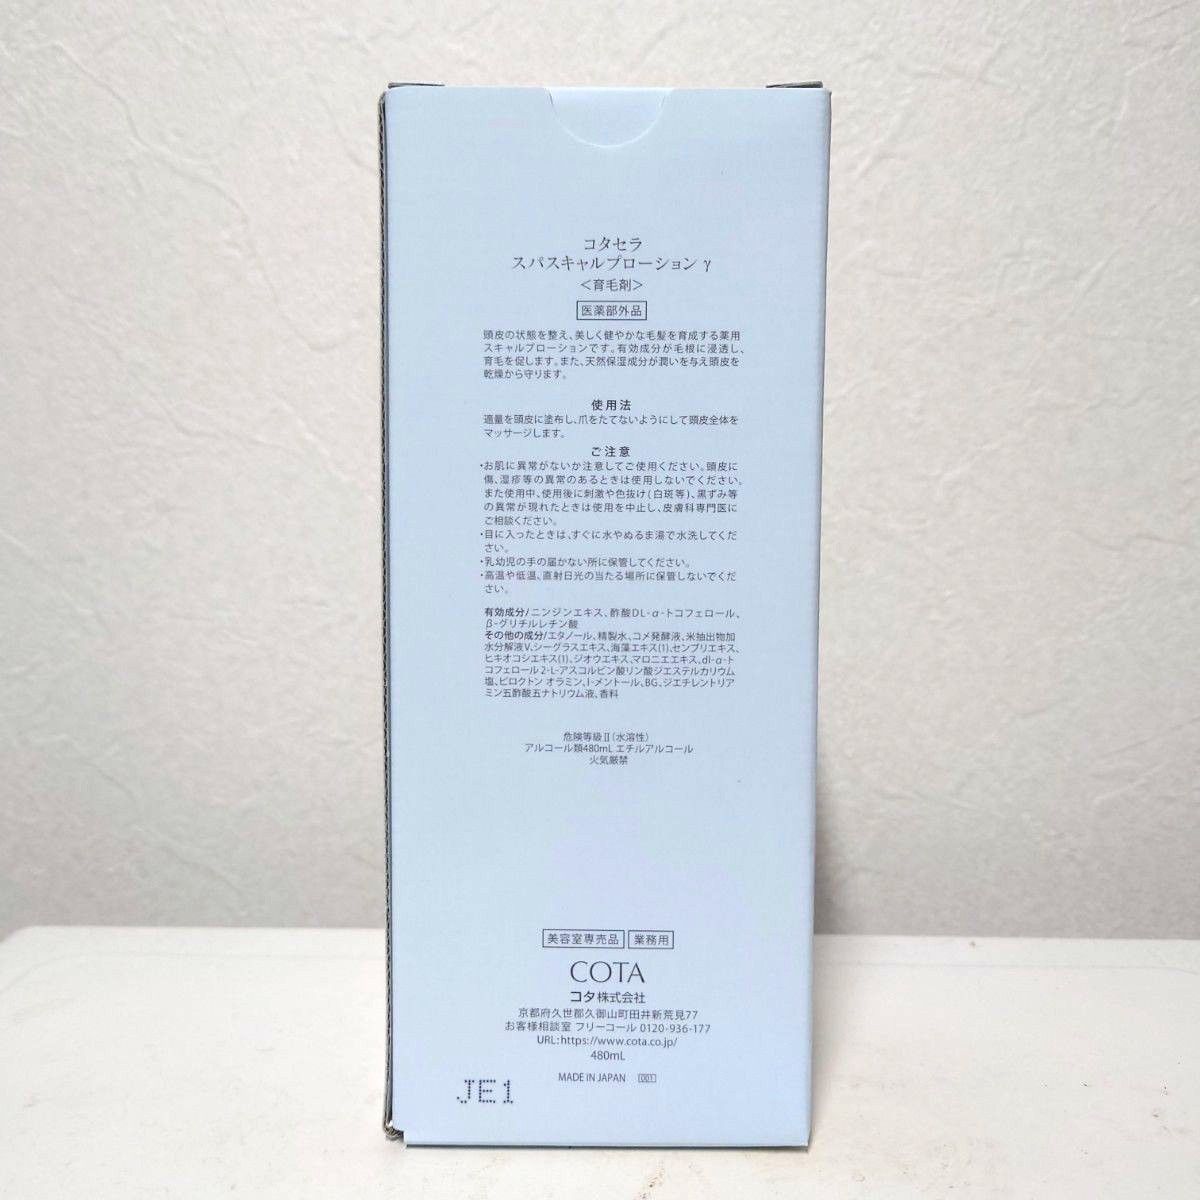 コタセラ
スパスキャルプローション γ
＜育毛剤＞
医薬部外品
頭皮の状態を整え、美しく健やかな毛髪を育成する薬用
スキャルプローションです。有効成分が毛根に浸透し、
育毛を促します。また、天然保湿成分が潤いを与え頭皮を
乾燥から守ります。
使用法
適量を頭皮に塗布し、爪をたてないようにして頭皮全体を
マッサージします。
ご注意
・お肌に異常がないか注意してご使用ください。頭皮に
傷、湿疹等の異常のあるときは使用しないでください。
また使用中、使用後に刺激や色抜け(白斑等)、黒ずみ等
の異常が現れたときは使用を中止し、皮膚科専門医に
ご相談ください。
・目に入ったときは、すぐに水やぬるま湯で水洗してくだ
さい。
・乳幼児の手の届かない所に保管してください。
・高温や低温、直射日光の当たる場所に保管しないでくだ
さい。
有効成分/ニンジンエキス、酢酸DL-α-トコフェロール、
β-グリチルレチン酸
その他の成分/エタノール、精製水、コメ発酵液、米抽出物加
水分解液V、シーグラスエキス、海藻エキス(1)、センブリエキス、
ヒキオコシエキス(1)、ジオウエキス、マロニエエキス、dl-α-ト
コフェロール2-L-アスコルビン酸リン酸ジエステルカリウム
塩、ピロクトン オラミン、l-メントール、BG、ジエチレントリア
ミン五酢酸五ナトリウム液、香料
危険等級Ⅱ(水溶性)
アルコール類480mL エチルアルコール
火気厳禁
美容室専売品 業務用
COTA
コタ株式会社
京都府久世郡久御山町田井新荒見77
お客様相談室 フリーコール 0120-936-177
URL:https://www.cota.co.jp/
480mL
MADE IN JAPAN 001
JE1